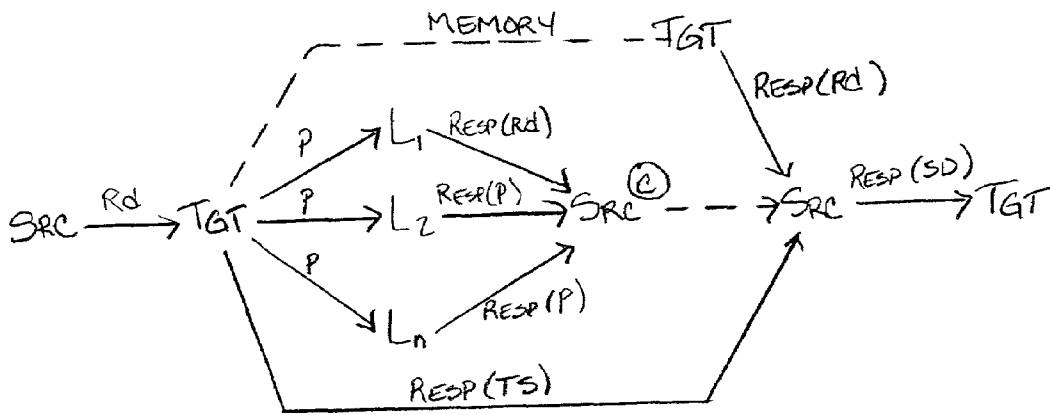 MEMORY
TGT
RESP(Rd)
P
L1
RESP(Rd)
SRC
Rd
TGT
P
L2
RESP(P)
SRC
C
SRC
RESP(SD)
TGT
P
Ln
RESP(P)
RESP(TS)